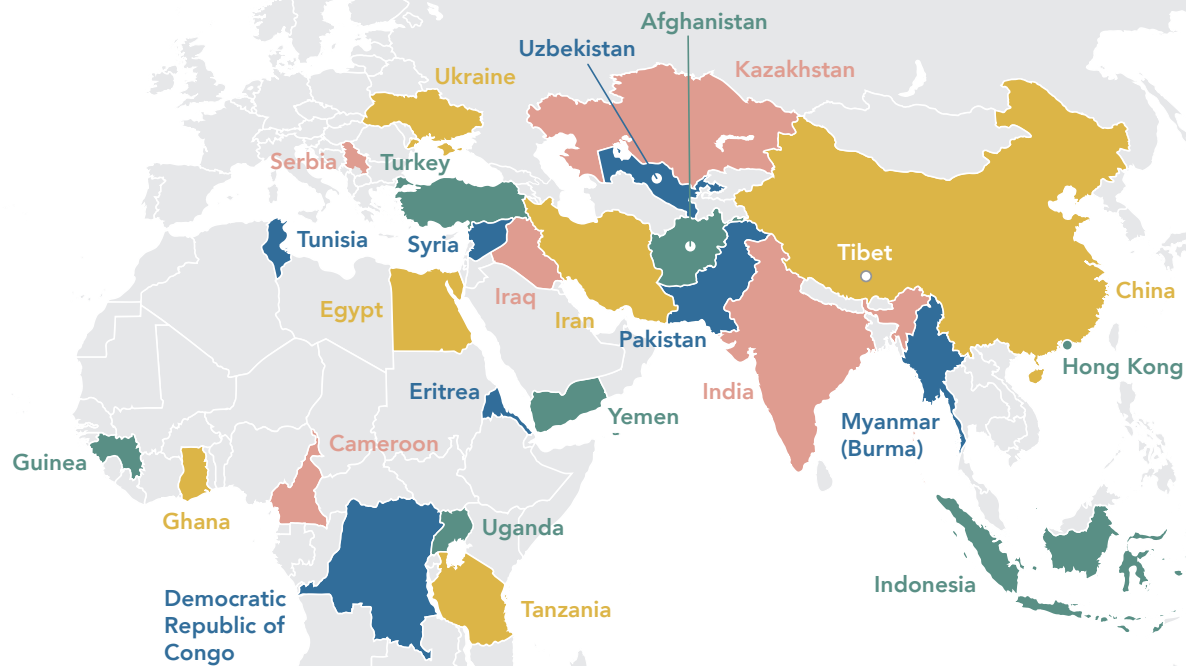 Afghanistan
Uzbekistan
Kazakhstan
Ukraine
Serbia
Turkey
Tunisia
Syria
Tibet
Egypt
Iraq
Iran
China
Pakistan
Hong Kong
Eritrea
India
Yemen
Myanmar
(Burma)
Cameroon
Guinea
Ghana
Uganda
Indonesia
Democratic
Republic of
Congo
Tanzania